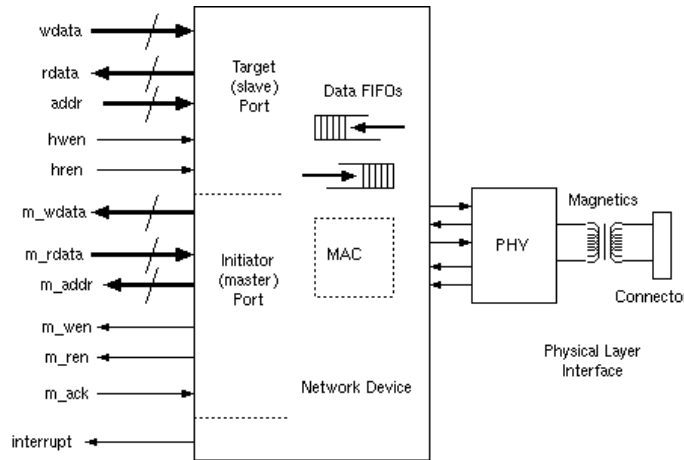 wdata
rdata
addr
hwen
hren
m_wdata
m_rdata
m_addr
m_wen
m_ren
m_ack
interrupt
Target
(slave)
Port
Initiator
(master)
Port
Data FIFOs
MAC
Network Device
PHY
Magnetics
Connecto
Physical Layer
Interface